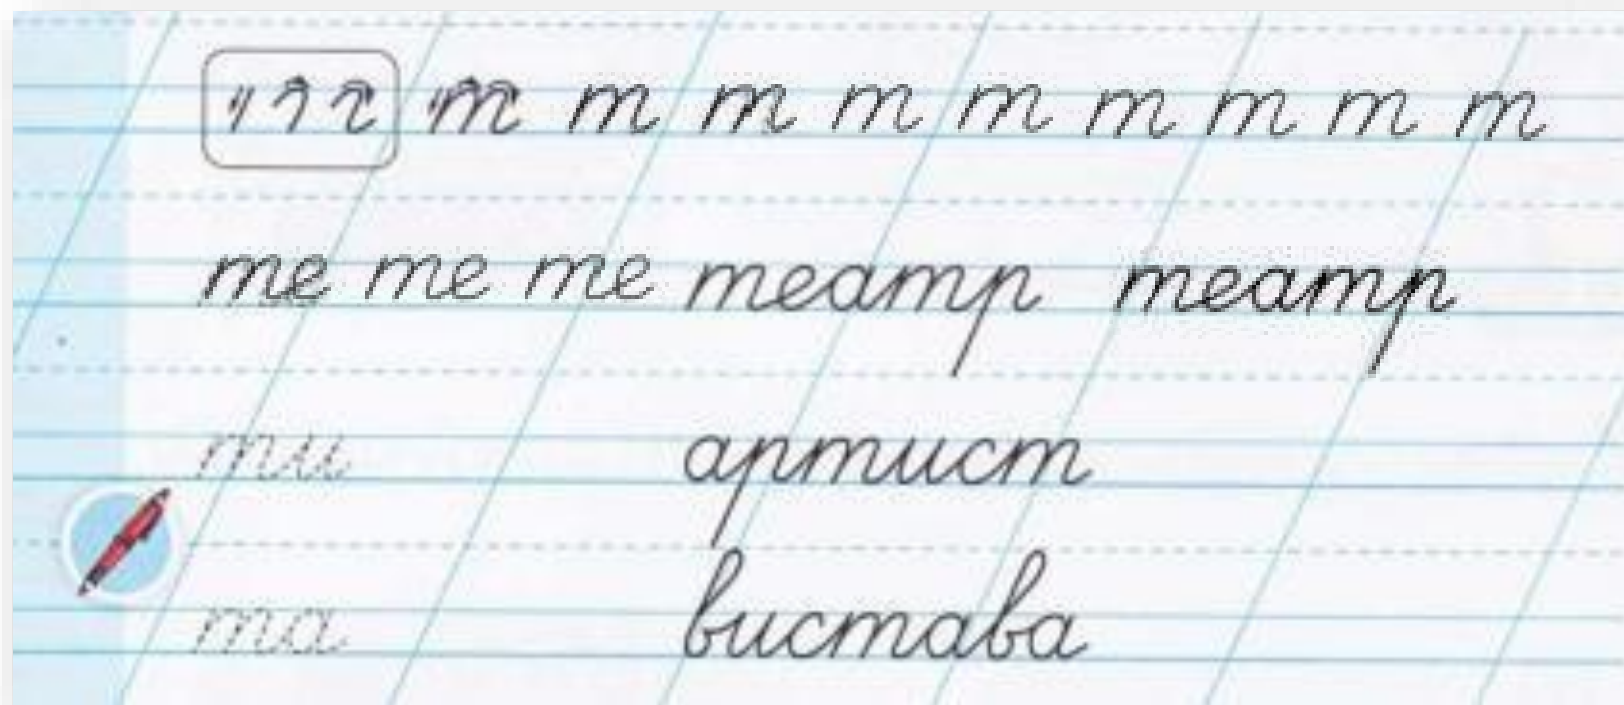 т т т т т т т т т
те те те театр театр
ти артист
та вистава